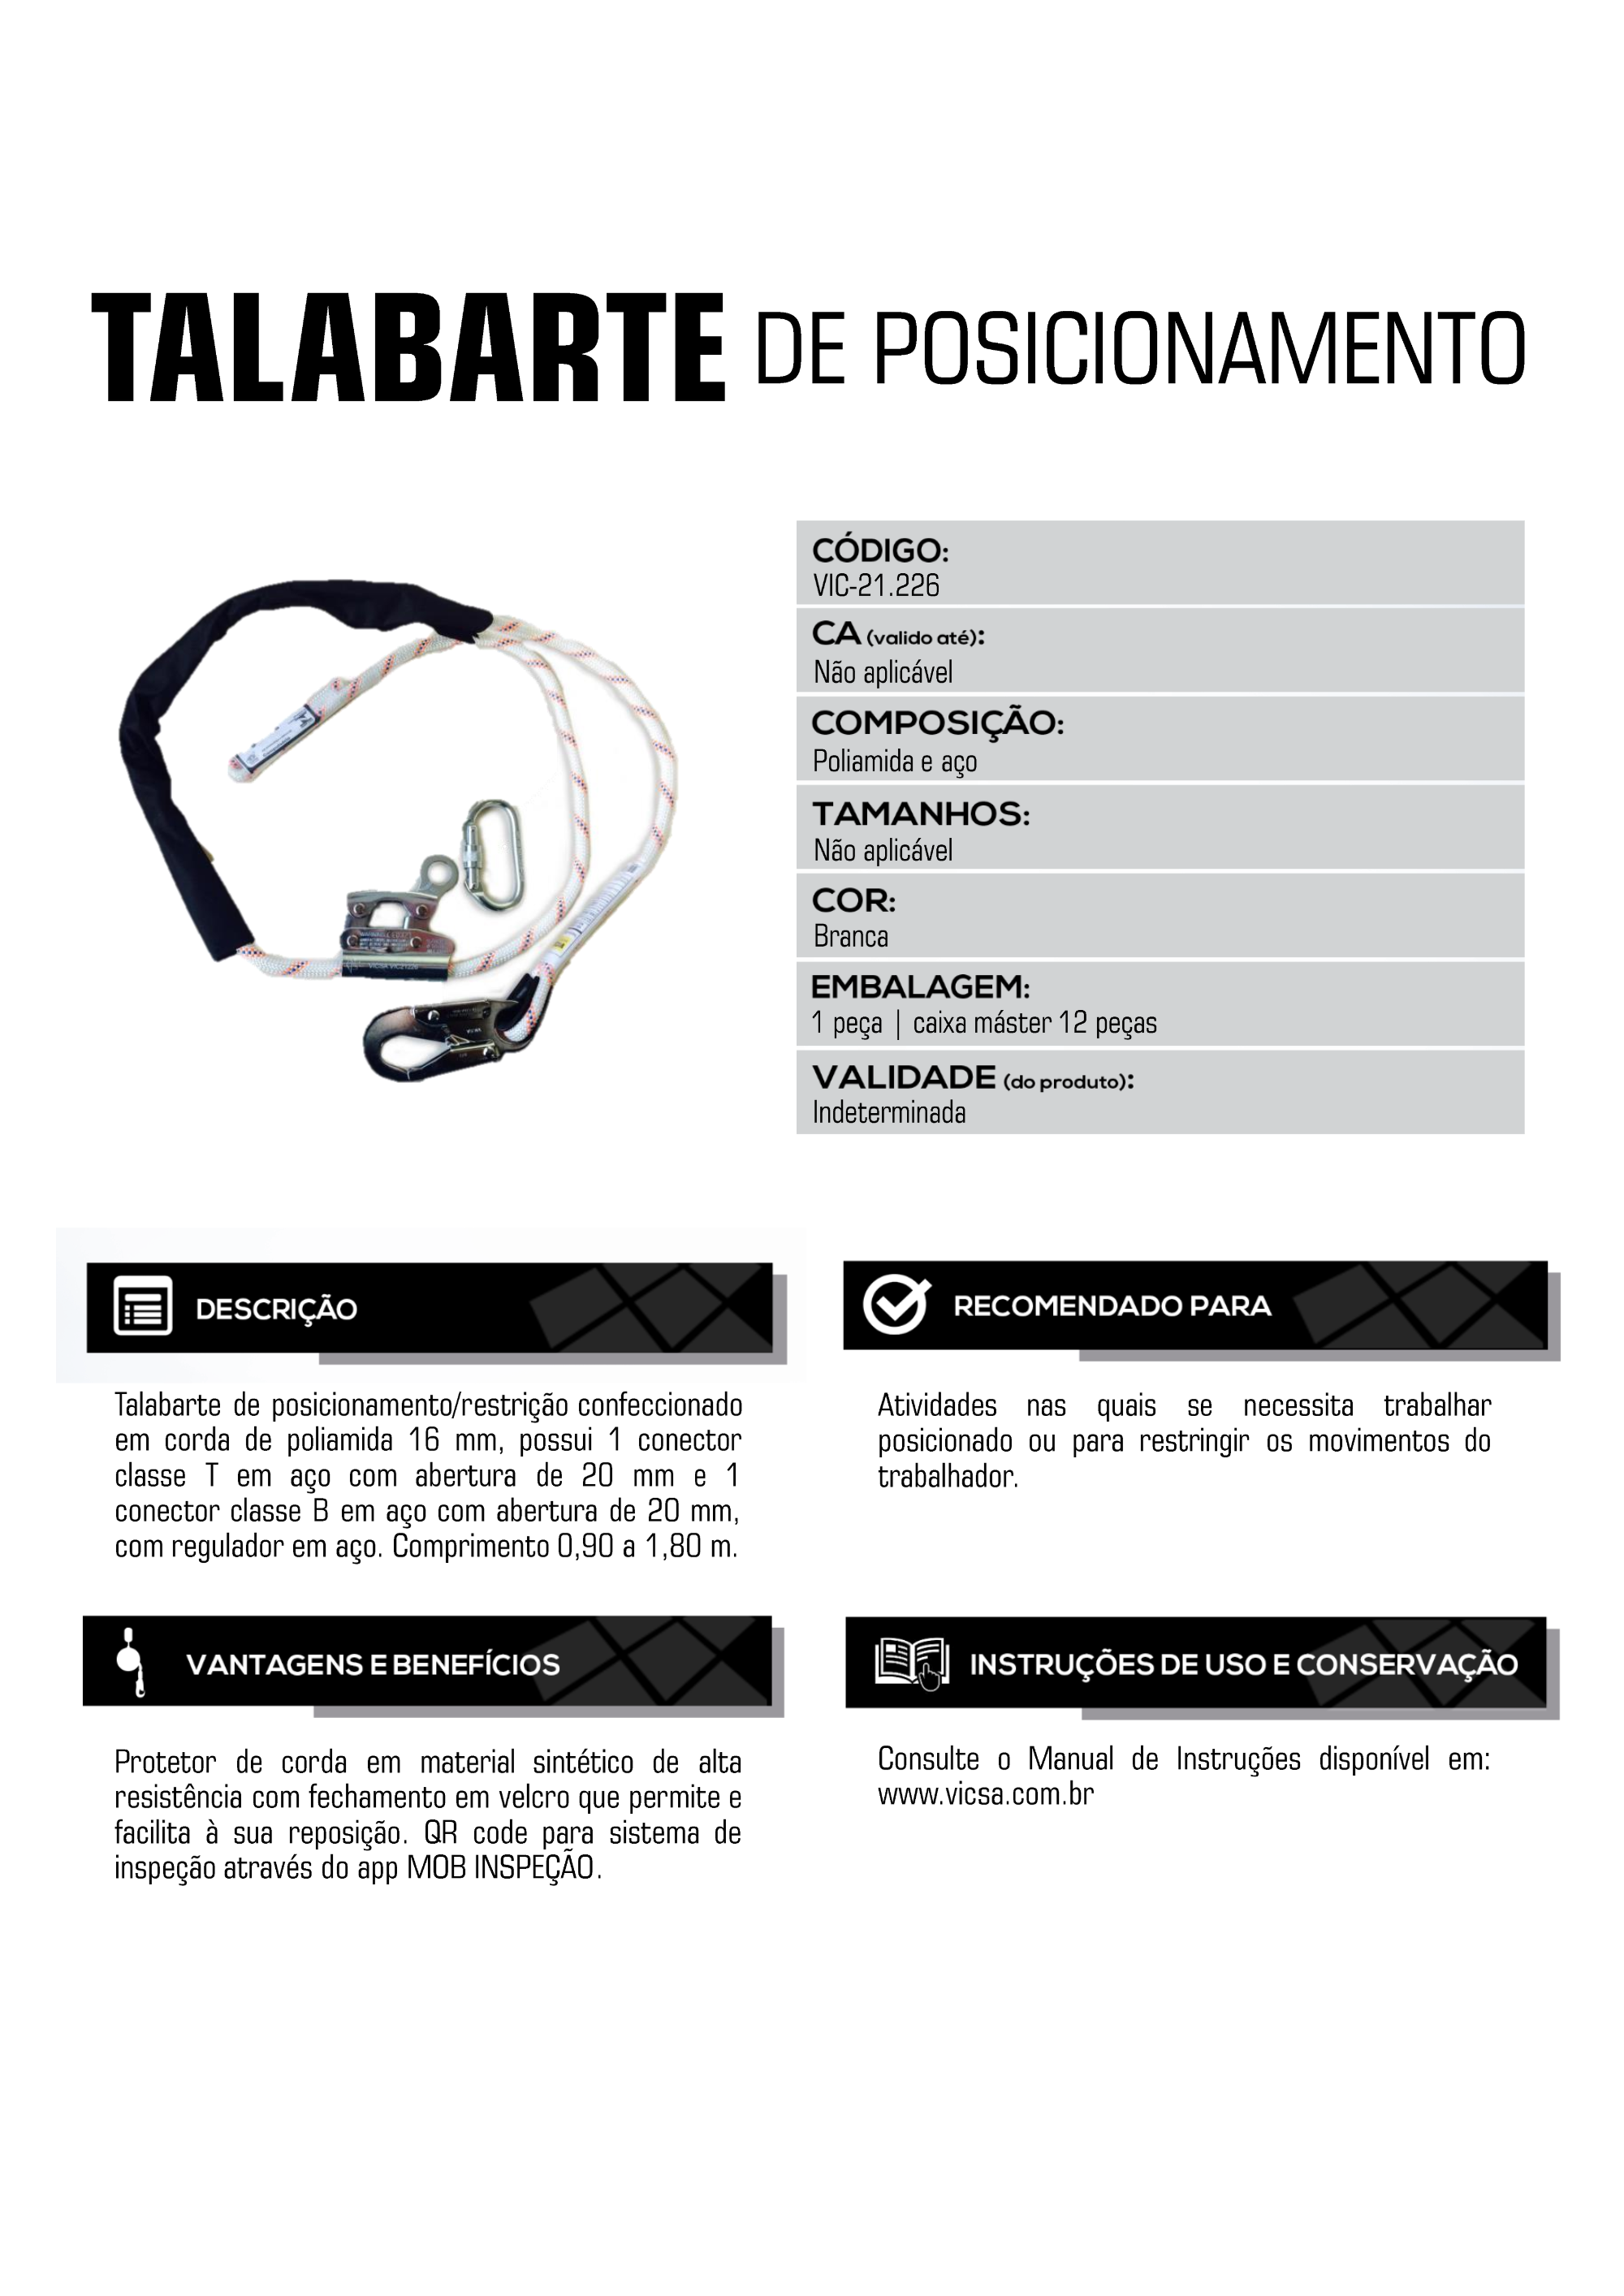 TALABARTE DE POSICIONAMENTO
CÓDIGO:
VIC-21.226
CA (valido até):
Não aplicável
COMPOSIÇÃO:
Poliamida e aço
TAMANHOS:
Não aplicável
COR:
Branca
EMBALAGEM:
1 peça | caixa máster 12 peças
VALIDADE (do produto):
Indeterminada
DESCRIÇÃO
Talabarte de posicionamento/restrição confeccionado
em corda de poliamida 16 mm, possui 1 conector
classe T em aço com abertura de 20 mm e 1
conector classe B em aço com abertura de 20 mm,
com regulador em aço. Comprimento 0,90 a 1,80 m.
RECOMENDADO PARA
Atividades nas quais se necessita trabalhar
posicionado ou para restringir os movimentos do
trabalhador.
VANTAGENS E BENEFÍCIOS
Protetor de corda em material sintético de alta
resistência com fechamento em velcro que permite e
facilita à sua reposição. QR code para sistema de
inspeção através do app MOB INSPEÇÃO.
INSTRUÇÕES DE USO E CONSERVAÇÃO
Consulte o Manual de Instruções disponível em:
www.vicsa.com.br